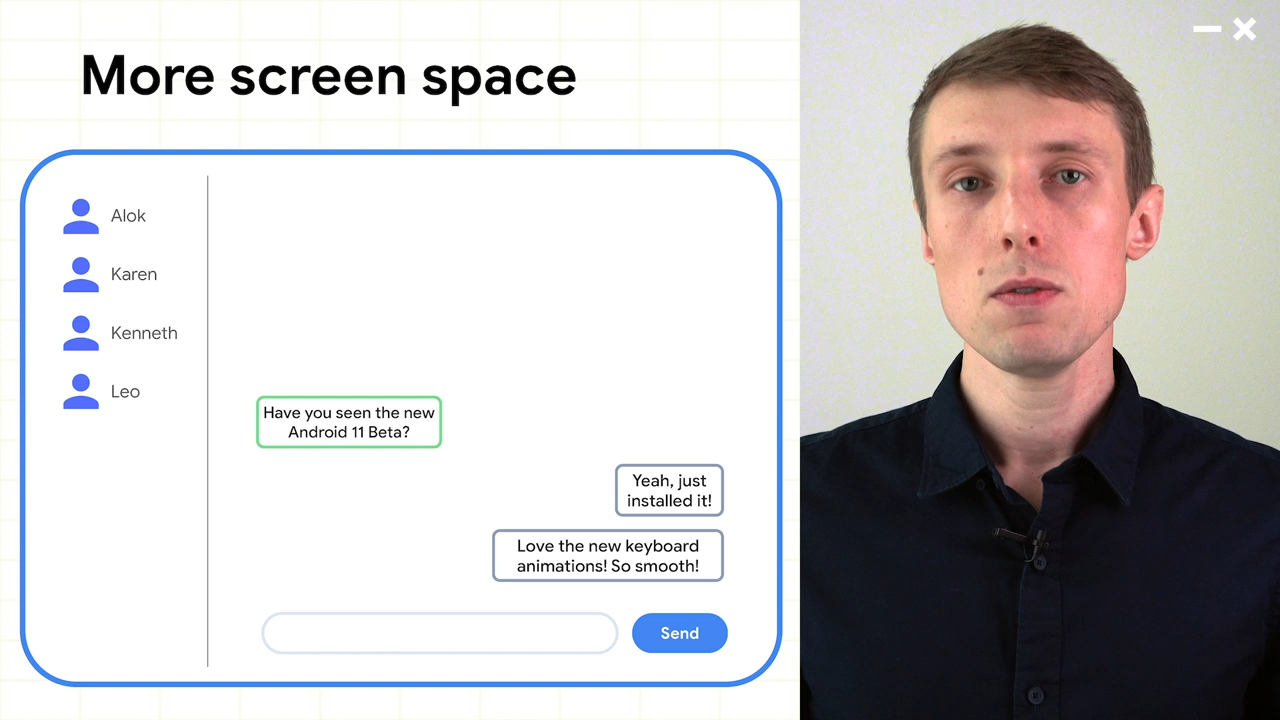 More screen space
Alok
Karen
Kenneth
Leo
Have you seen the new
Android 11 Beta?
Yeah, just
installed it!
Love the new keyboard
animations! So smooth!
Send